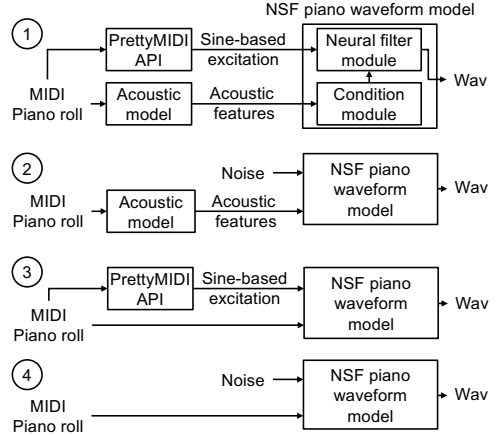 NSF piano waveform model
1
PrettyMIDI
API
Sine-based
excitation
Neural filter
module
Wav
MIDI
Piano roll
Acoustic
model
Acoustic
features
Condition
module
2
Noise
NSF piano
waveform
model
Wav
MIDI
Piano roll
Acoustic
model
Acoustic
features
3
PrettyMIDI
API
Sine-based
excitation
NSF piano
waveform
model
Wav
MIDI
Piano roll
4
Noise
NSF piano
waveform
model
Wav
MIDI
Piano roll